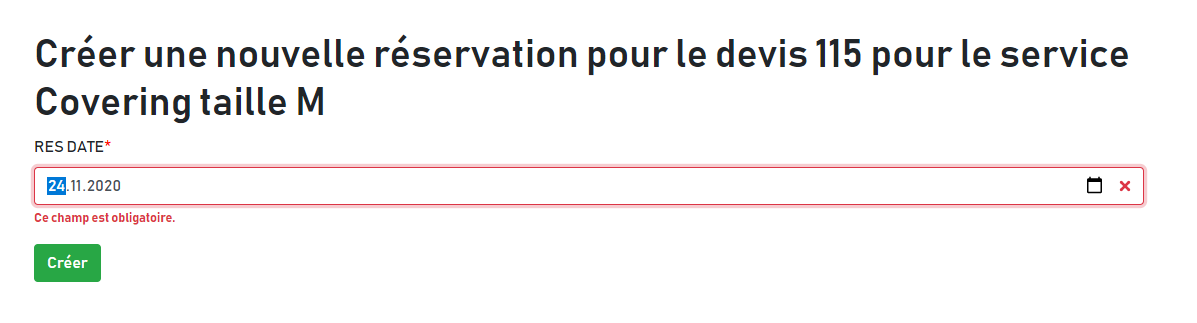 Créer une nouvelle réservation pour le devis 115 pour le service
Covering taille M
RES DATE*
24.11.2020
Ce champ est obligatoire.
Créer